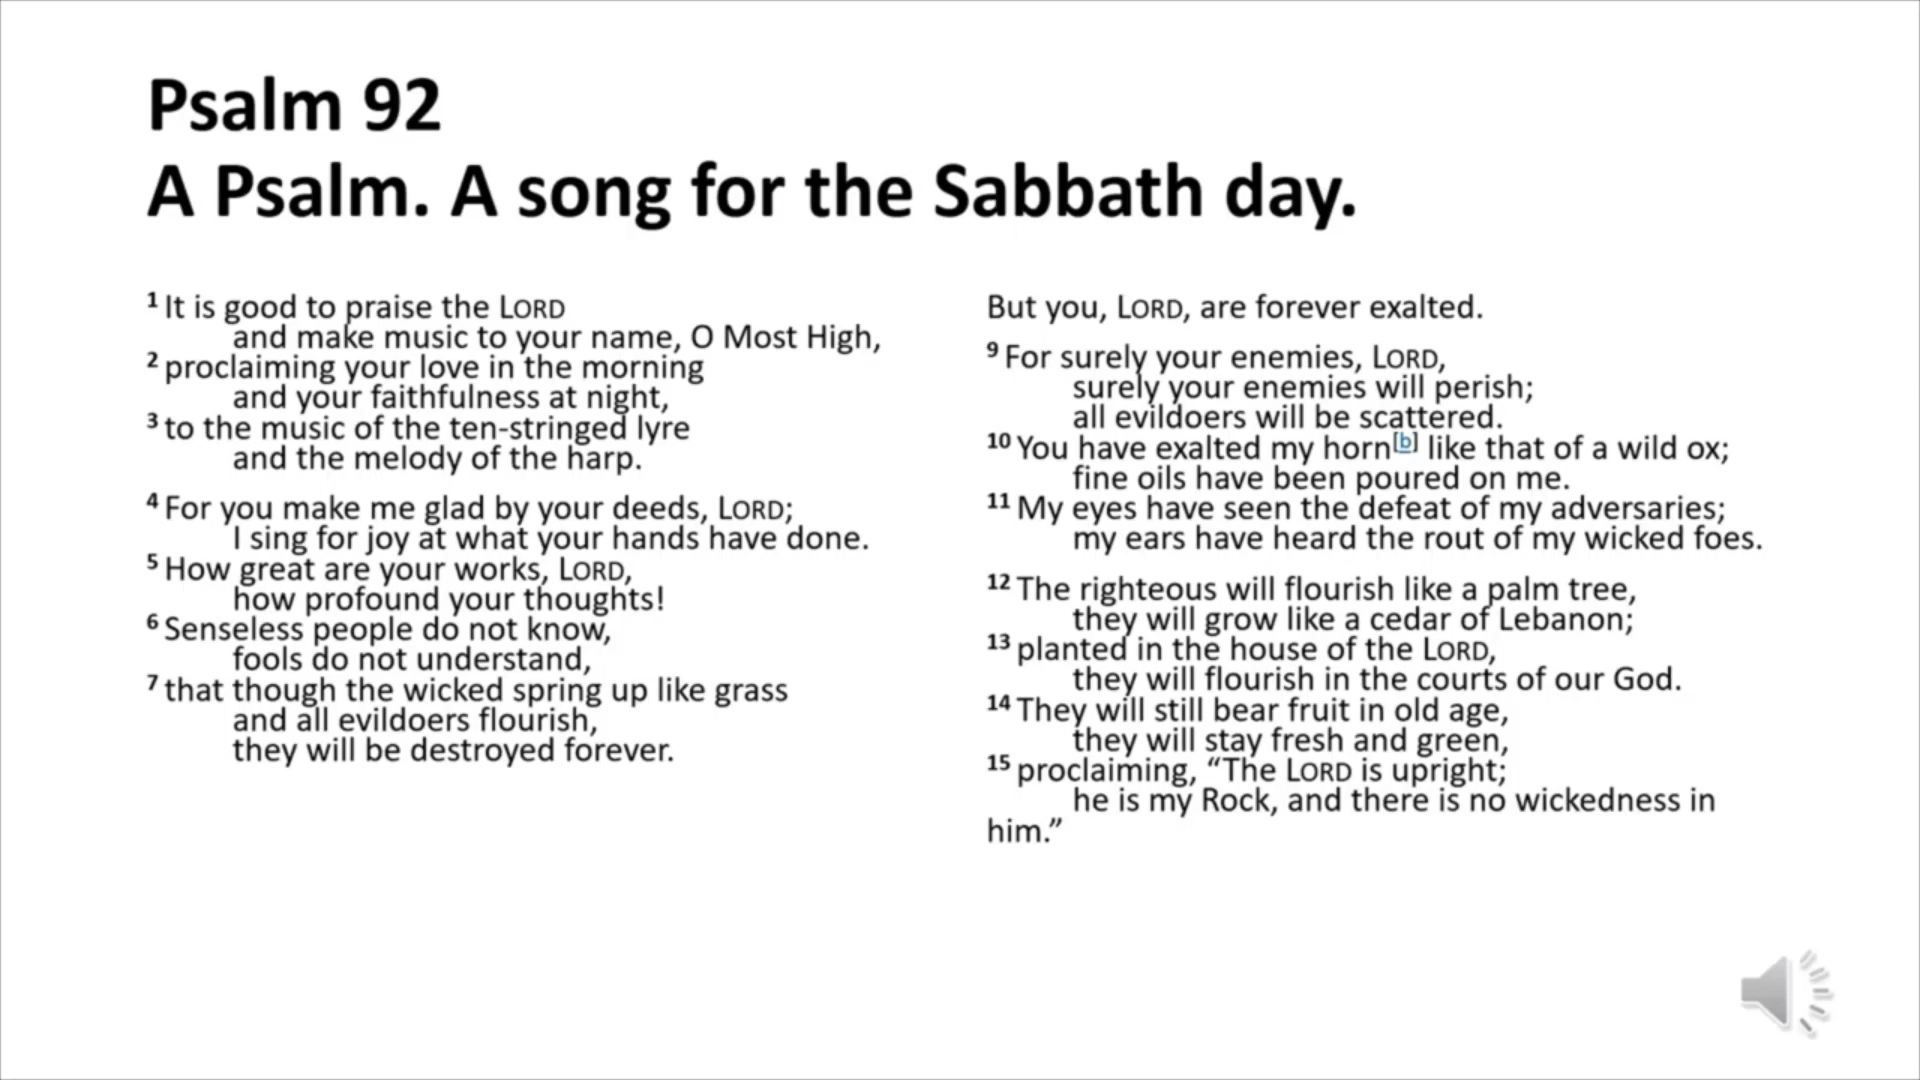 Psalm 92
A Psalm. A song for the Sabbath day.
1 It is good to praise the LORD
and make music to your name, O Most High,
2 proclaiming your love in the morning
and your faithfulness at night,
3 to the music of the ten-stringed lyre
and the melody of the harp.
4 For you make me glad by your deeds, LORD;
I sing for joy at what your hands have done.
5 How great are your works, LORD,
how profound your thoughts!
6 Senseless people do not know,
fools do not understand,
7 that though the wicked spring up like grass
and all evildoers flourish,
they will be destroyed forever.
But you, LORD, are forever exalted.
9 For surely your enemies, LORD,
surely your enemies will perish;
all evildoers will be scattered.
10 You have exalted my horn[b] like that of a wild ox;
fine oils have been poured on me.
11 My eyes have seen the defeat of my adversaries;
my ears have heard the rout of my wicked foes.
12 The righteous will flourish like a palm tree,
they will grow like a cedar of Lebanon;
13 planted in the house of the LORD,
they will flourish in the courts of our God.
14 They will still bear fruit in old age,
they will stay fresh and green,
15 proclaiming, “The LORD is upright;
he is my Rock, and there is no wickedness in
him.”